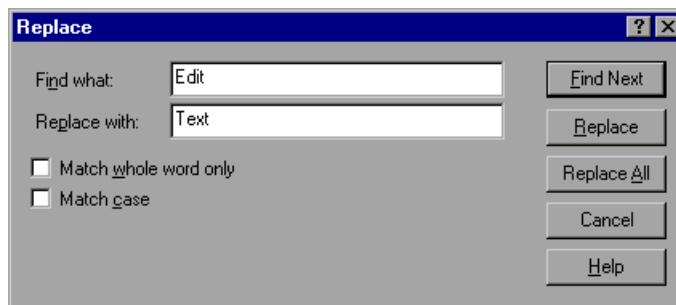 Replace
Find what: Edit
Find Next
Replace with: Text
Replace
Match whole word only
Replace All
Match case
Cancel
Help